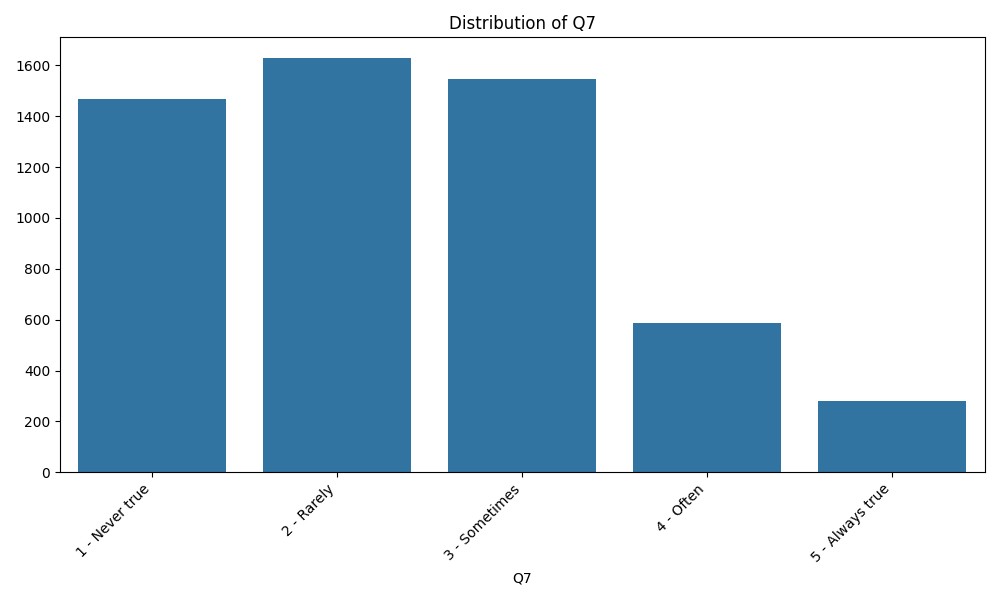 Distribution of Q7
1600
1400
1200
1000
800
600
400
200
0
1 - Never true
2 - Rarely
3 - Sometimes
4 - Often
5 - Always true
Q7